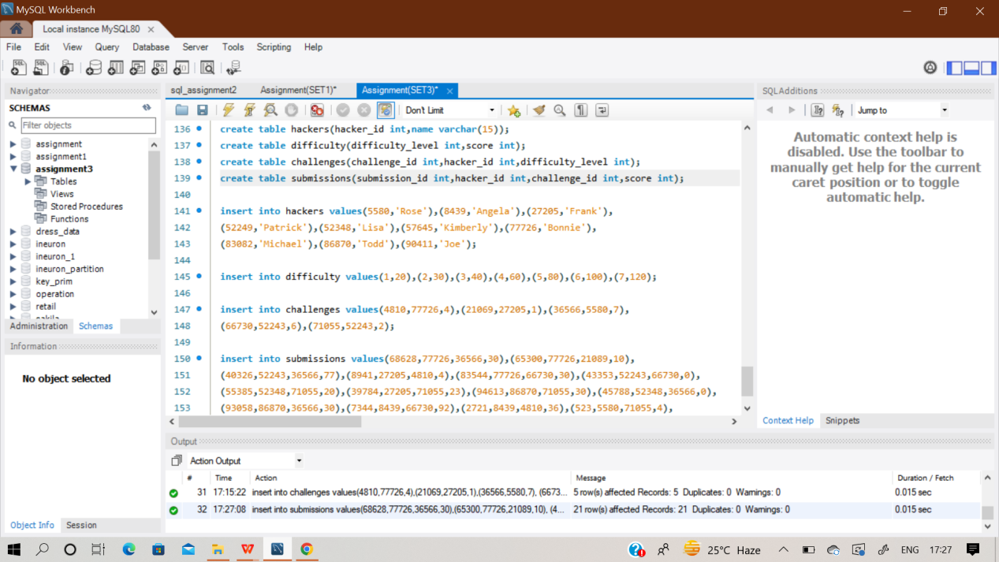 MySQL Workbench
Local instance MySQL80
File Edit View Query Database Server Tools Scripting Help
Navigator
SCHEMAS
Filter objects
assignment
assignment1
assignment3
Tables
Views
Stored Procedures
Functions
dress_data
ineuron
ineuron_1
ineuron_partition
key_prim
operation
retail
Administration Schemas
Information
No object selected
Object Info Session
sql_assignment2 Assignment(SET1)* Assignment(SET3)*
Don't Limit
136 create table hackers(hacker_id int,name varchar(15));
137 create table difficulty(difficulty_level int,score int);
138 create table challenges(challenge_id int,hacker_id int,difficulty_level int);
139 create table submissions(submission_id int,hacker_id int,challenge_id int,score int);
140
141 insert into hackers values(5580,'Rose'),(8439,'Angela'),(27205,'Frank'),
142 (52249,'Patrick'),(52348,'Lisa'),(57645,'Kimberly'),(77726,'Bonnie'),
143 (83082,'Michael'),(86870,'Todd'),(90411,'Joe');
144
145 insert into difficulty values(1,20),(2,30),(3,40),(4,60),(5,80),(6,100),(7,120);
146
147 insert into challenges values(4810,77726,4),(21069,27205,1),(36566,5580,7),
148 (66730,52243,6),(71055,52243,2);
149
150 insert into submissions values(68628,77726,36566,30),(65300,77726,21089,10),
151 (40326,52243,36566,77),(8941,27205,4810,4),(83544,77726,66730,30),(43353,52243,66730,0),
152 (55385,52348,71055,20),(39784,27205,71055,23),(94613,86870,71055,30),(45788,52348,36566,0),
153 (93058,86870,36566,30),(7344,8439,66730,92),(2721,8439,4810,36),(523,5580,71055,4),
SQLAdditions
Jump to
Automatic context help is
disabled. Use the toolbar to
manually get help for the current
caret position or to toggle
automatic help.
Context Help Snippets
Output
Action Output
# Time Action Message Duration / Fetch
31 17:15:22 insert into challenges values(4810,77726,4),(21069,27205,1),(36566,5580,7), (6673... 5 row(s) affected Records: 5 Duplicates: 0 Warnings: 0 0.015 sec
32 17:27:08 insert into submissions values(68628,77726,36566,30),(65300,77726,21089,10), (4... 21 row(s) affected Records: 21 Duplicates: 0 Warnings: 0 0.015 sec
25°C Haze ENG 17:27